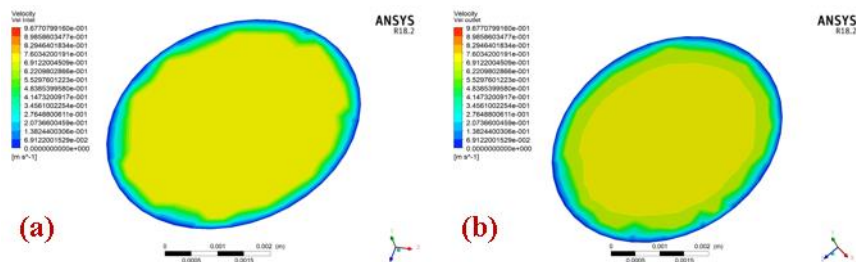 Velocity
Vel Inlet
9.6770799160e-001
8.9858603477e-001
8.2946401834e-001
7.6034200191e-001
6.9122004509e-001
6.2209802866e-001
5.5297601223e-001
4.8385399580e-001
4.1473200917e-001
3.4561002254e-001
2.7648800611e-001
2.0736600459e-001
1.3824400306e-001
6.9122001529e-002
0.0000000000e+000
[m s^-1]
ANSYS
R18.2
(a)
0 0.001 0.002 (m)
0.0005 0.0015
Velocity
Vel outlet
9.6770799160e-001
8.9858603477e-001
8.2946401834e-001
7.6034200191e-001
6.9122004509e-001
6.2209802866e-001
5.5297601223e-001
4.8385399580e-001
4.1473200917e-001
3.4561002254e-001
2.7648800611e-001
2.0736600459e-001
1.3824400306e-001
6.9122001529e-002
0.0000000000e+000
[m s^-1]
ANSYS
R18.2
(b)
0 0.001 0.002 (m)
0.0005 0.0015